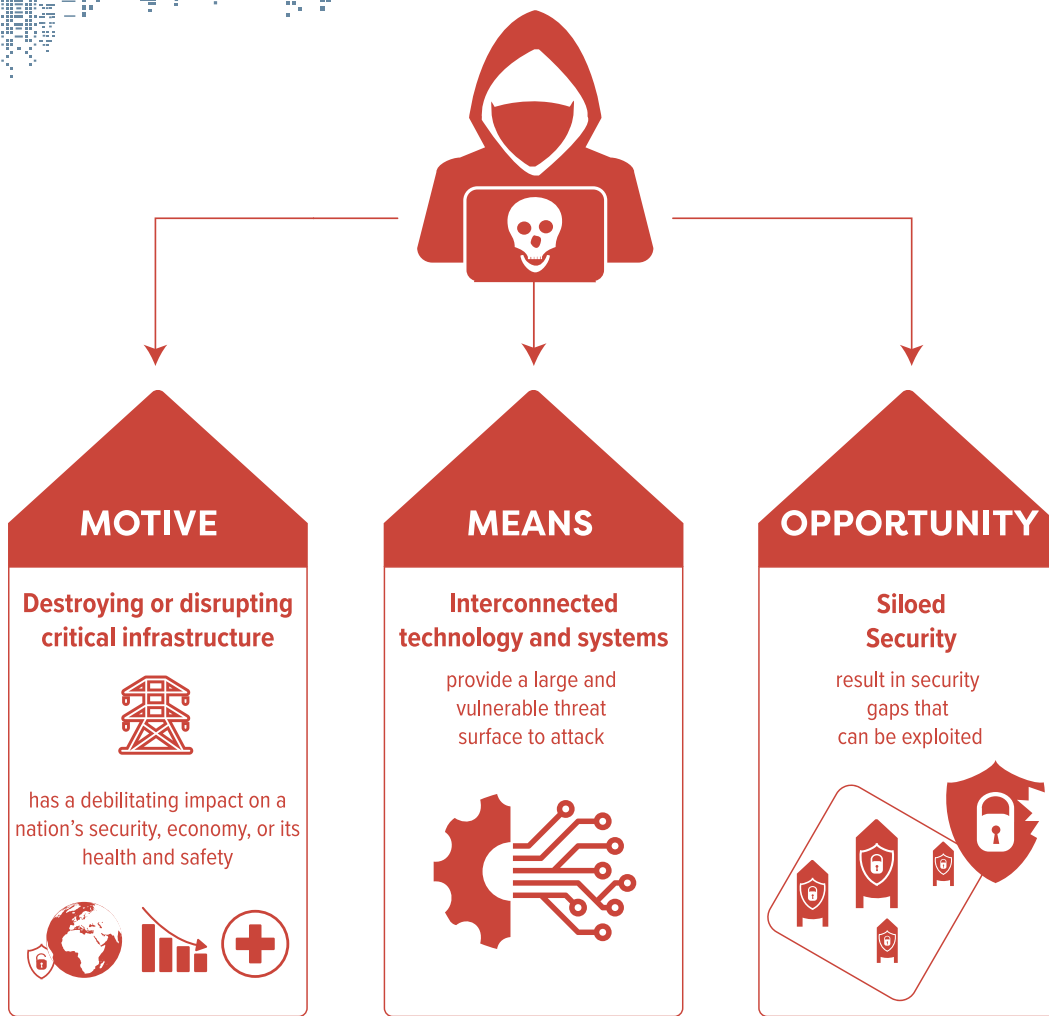 MOTIVE
Destroying or disrupting
critical infrastructure
has a debilitating impact on a
nation’s security, economy, or its
health and safety
MEANS
Interconnected
technology and systems
provide a large and
vulnerable threat
surface to attack
OPPORTUNITY
Siloed
Security
result in security
gaps that
can be exploited